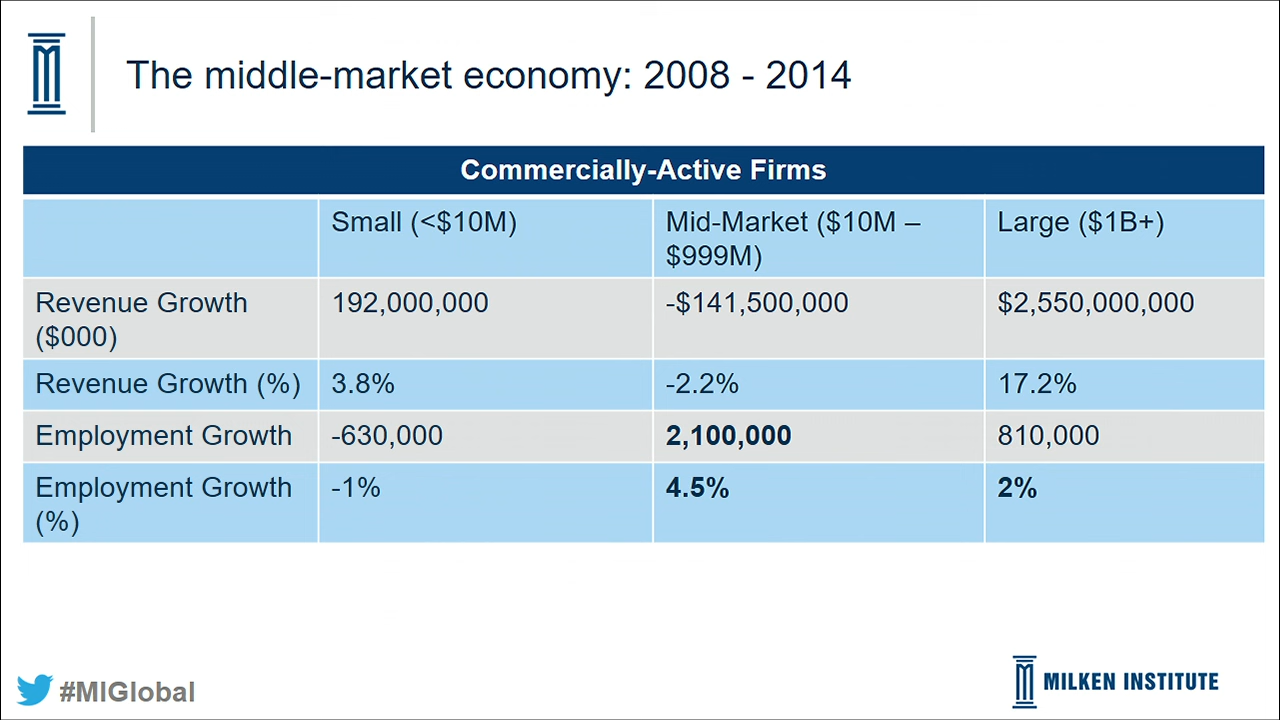 The middle-market economy: 2008 - 2014
Commercially-Active Firms
Small (<$10M)
Mid-Market ($10M –
$999M)
Large ($1B+)
Revenue Growth
($000)
192,000,000
-$141,500,000
$2,550,000,000
Revenue Growth (%)
3.8%
-2.2%
17.2%
Employment Growth
-630,000
2,100,000
810,000
Employment Growth
(%)
-1%
4.5%
2%
#MIGlobal
MILKEN INSTITUTE